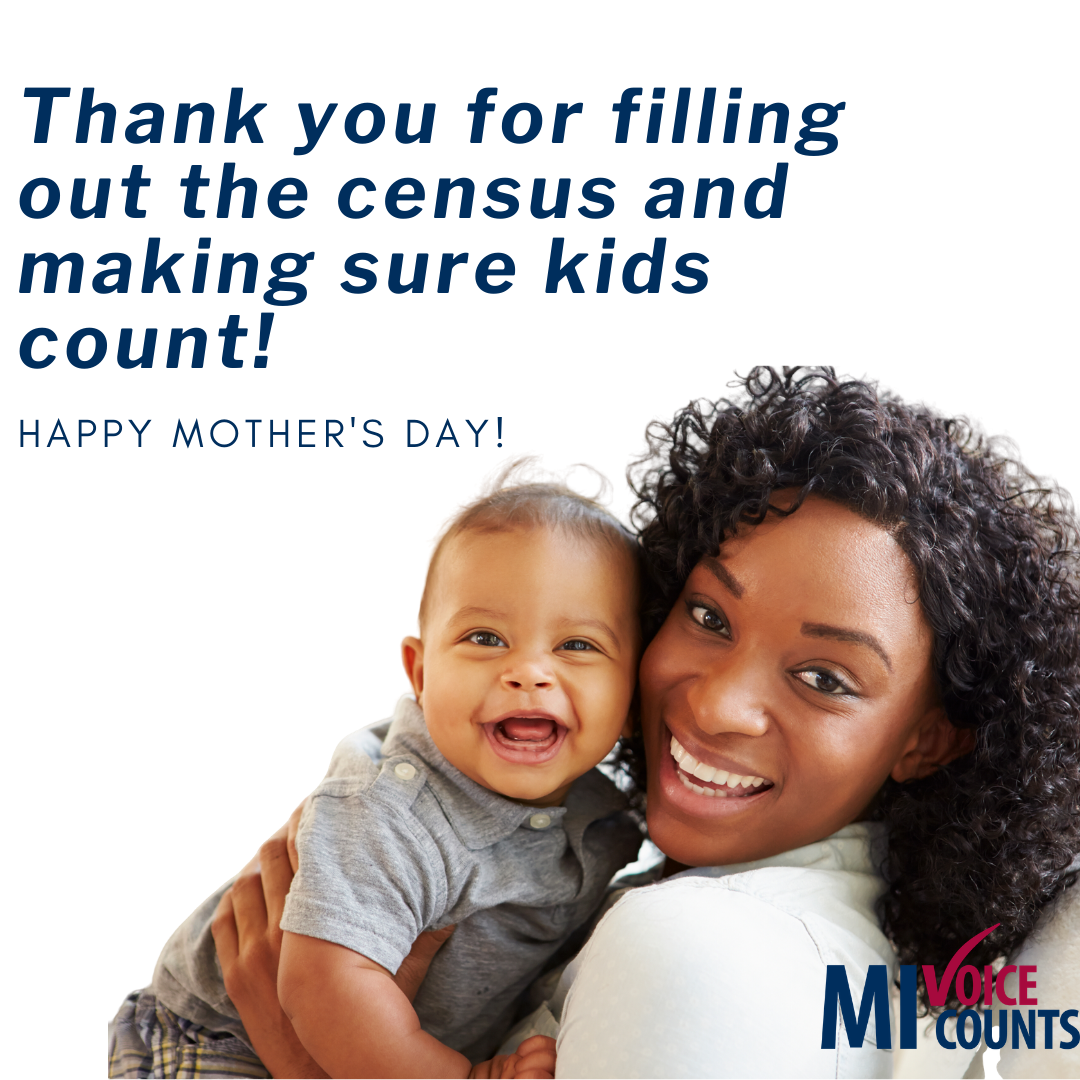 Thank you for filling
out the census and
making sure kids
count!
HAPPY MOTHER'S DAY!
MI VOICE
COUNTS